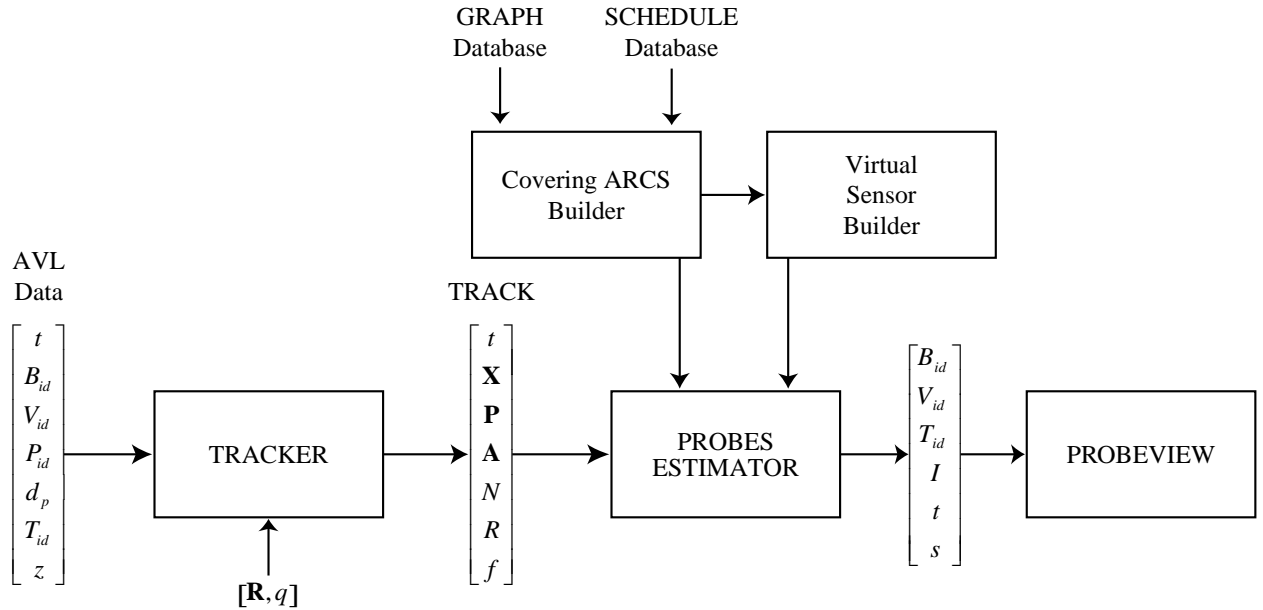 GRAPH
Database
SCHEDULE
Database
Covering ARCS
Builder
Virtual
Sensor
Builder
AVL
Data
t
B_id
V_id
P_id
d_p
T_id
z
TRACKER
[R, q]
TRACK
t
X
P
A
N
R
f
PROBES
ESTIMATOR
B_id
V_id
T_id
I
t
s
PROBEVIEW